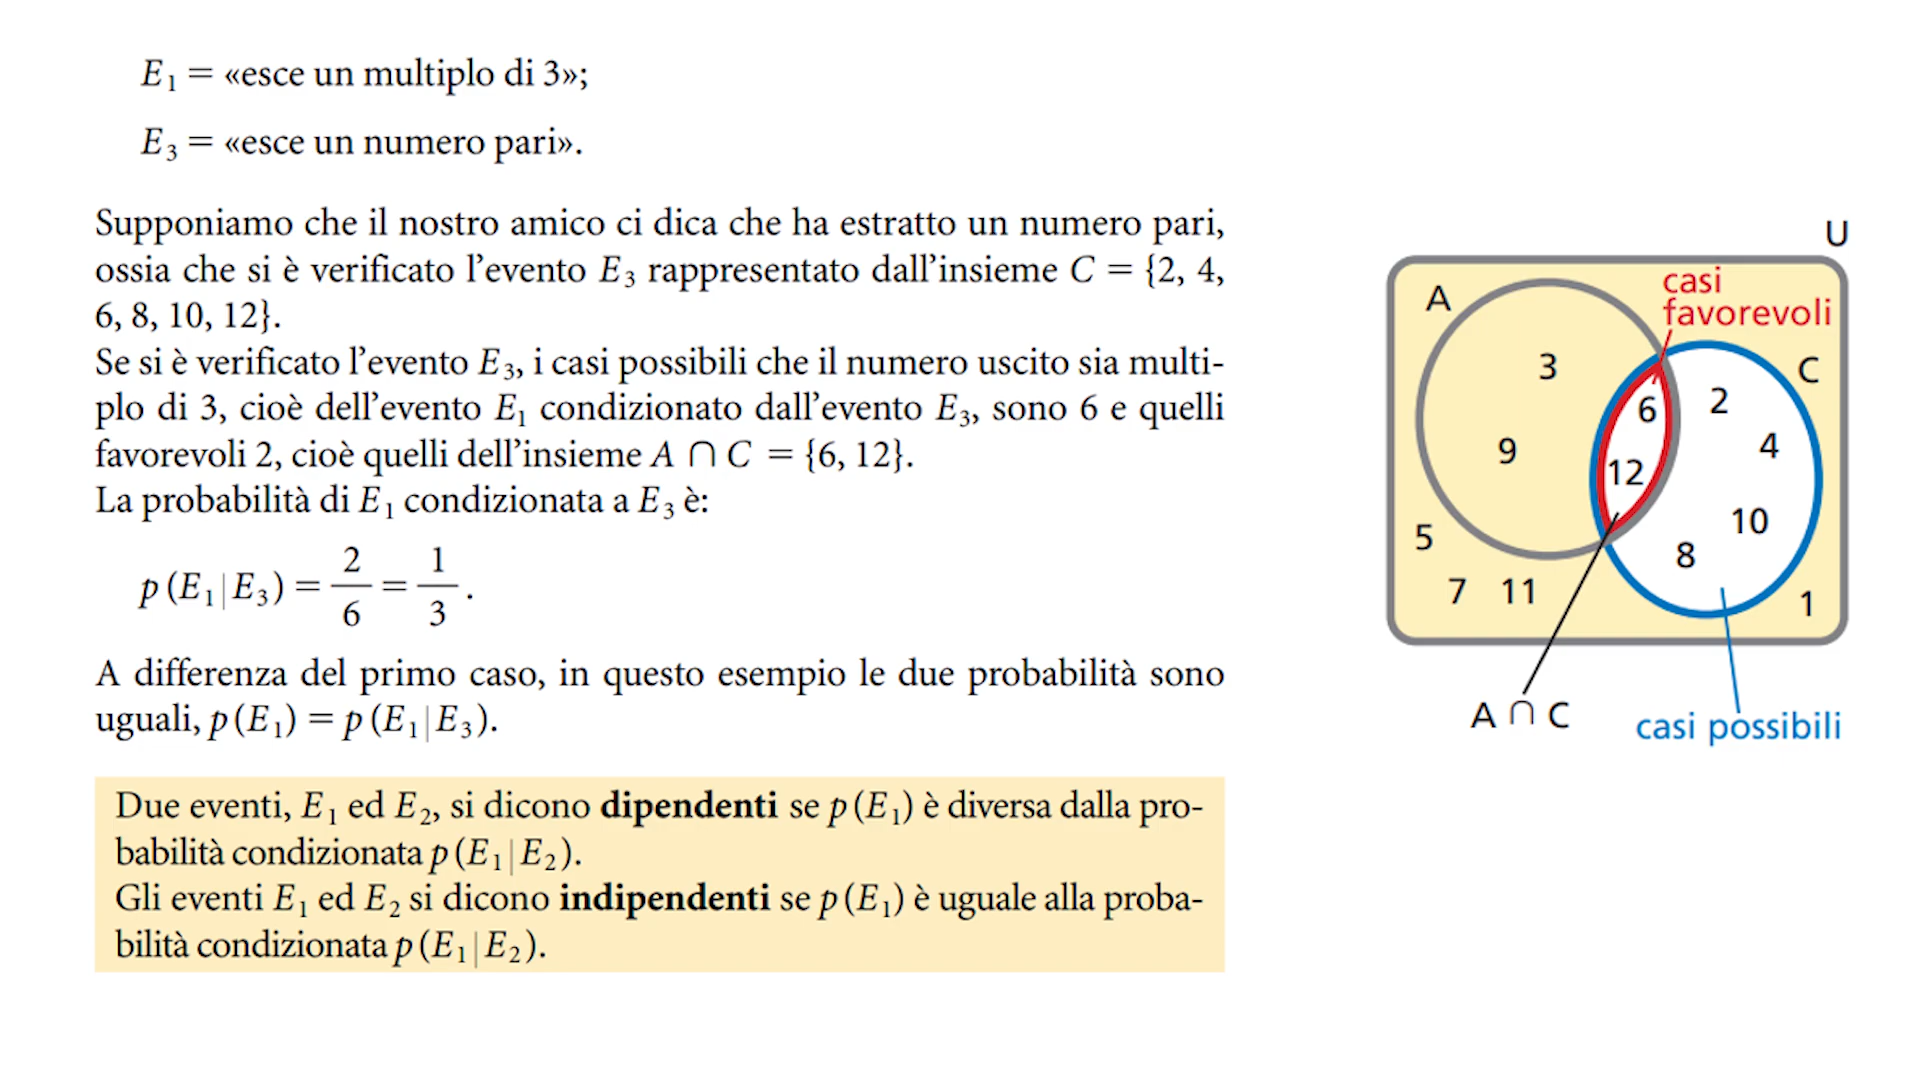 E₁ = «esce un multiplo di 3»;
E₃ = «esce un numero pari».
Supponiamo che il nostro amico ci dica che ha estratto un numero pari,
ossia che si è verificato l’evento E₃ rappresentato dall’insieme C = {2, 4,
6, 8, 10, 12}.
Se si è verificato l’evento E₃, i casi possibili che il numero uscito sia multi-
plo di 3, cioè dell’evento E₁ condizionato dall’evento E₃, sono 6 e quelli
favorevoli 2, cioè quelli dell’insieme A ∩ C = {6, 12}.
La probabilità di E₁ condizionata a E₃ è:
p(E₁|E₃) = 2/6 = 1/3.
A differenza del primo caso, in questo esempio le due probabilità sono
uguali, p(E₁) = p(E₁|E₃).
Due eventi, E₁ ed E₂, si dicono dipendenti se p(E₁) è diversa dalla pro-
babilità condizionata p(E₁|E₂).
Gli eventi E₁ ed E₂ si dicono indipendenti se p(E₁) è uguale alla proba-
bilità condizionata p(E₁|E₂).
U
casi
favorevoli
A
C
3
6
2
9
12
4
5
10
8
7 11
1
A ∩ C
casi possibili